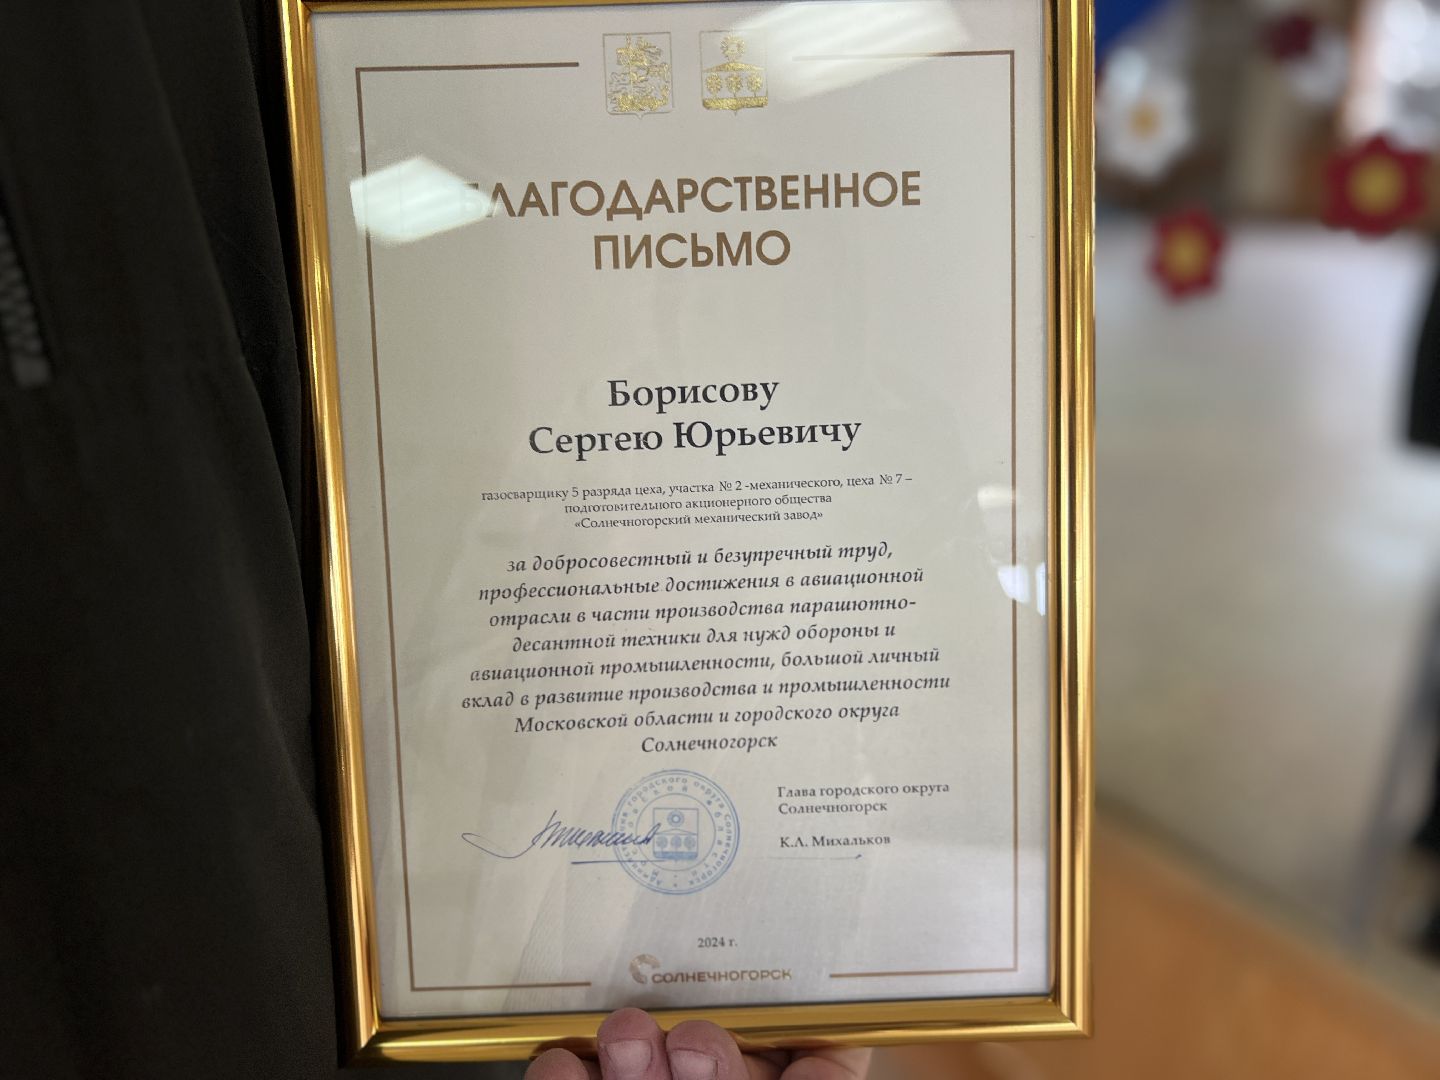 БЛАГОДАРСТВЕННОЕ
ПИСЬМО
Борисову
Сергею Юрьевичу
газосварщику 5 разряда цеха, участка № 2 -механического, цеха № 7 –
подготовительного акционерного общества
«Солнечногорский механический завод»
за добросовестный и безупречный труд,
профессиональные достижения в авиационной
отрасли в части производства парашютно-
десантной техники для нужд обороны и
авиационной промышленности, большой личный
вклад в развитие производства и промышленности
Московской области и городского округа
Солнечногорск
Глава городского округа
Солнечногорск
К.А. Михальков
2024 г.
СОЛНЕЧНОГОРСК